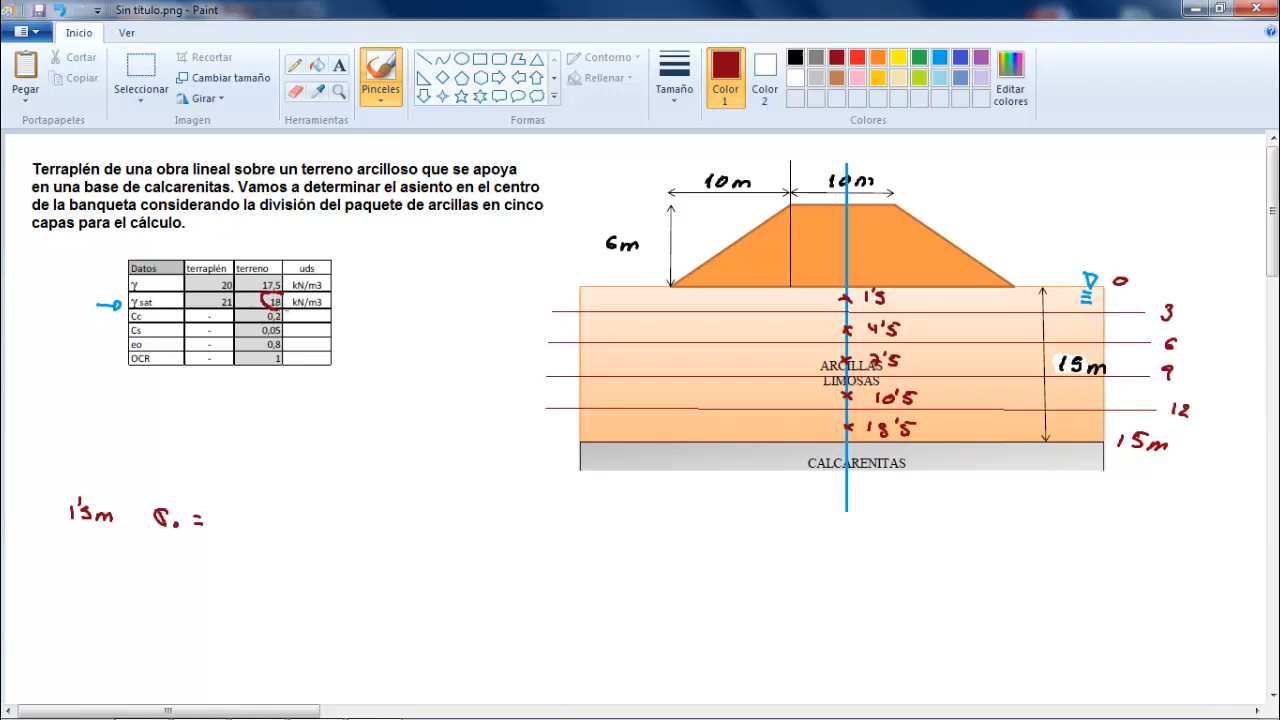 Sin título.png - Paint
Inicio
Ver
Pegar
Cortar
Copiar
Portapapeles
Seleccionar
Recortar
Cambiar tamaño
Girar
Imagen
A
Herramientas
Pinceles
Contorno
Rellenar
Formas
Tamaño
Color 1
Color 2
Editar colores
Colores
Terraplén de una obra lineal sobre un terreno arcilloso que se apoya
en una base de calcarenitas. Vamos a determinar el asiento en el centro
de la banqueta considerando la división del paquete de arcillas en cinco
capas para el cálculo.
Datos terraplén terreno uds
γ 20 17,5 kN/m3
γ sat 21 18 kN/m3
Cc - 0,2
Cs - 0,05
eo - 0,8
OCR - 1
10m 10m
6m
0
1'5
3
4'5
6
7'5
ARCILLAS
LIMOSAS
15m
9
10'5
12
13'5
15m
CALCARENITAS
1'5m σ₀ =